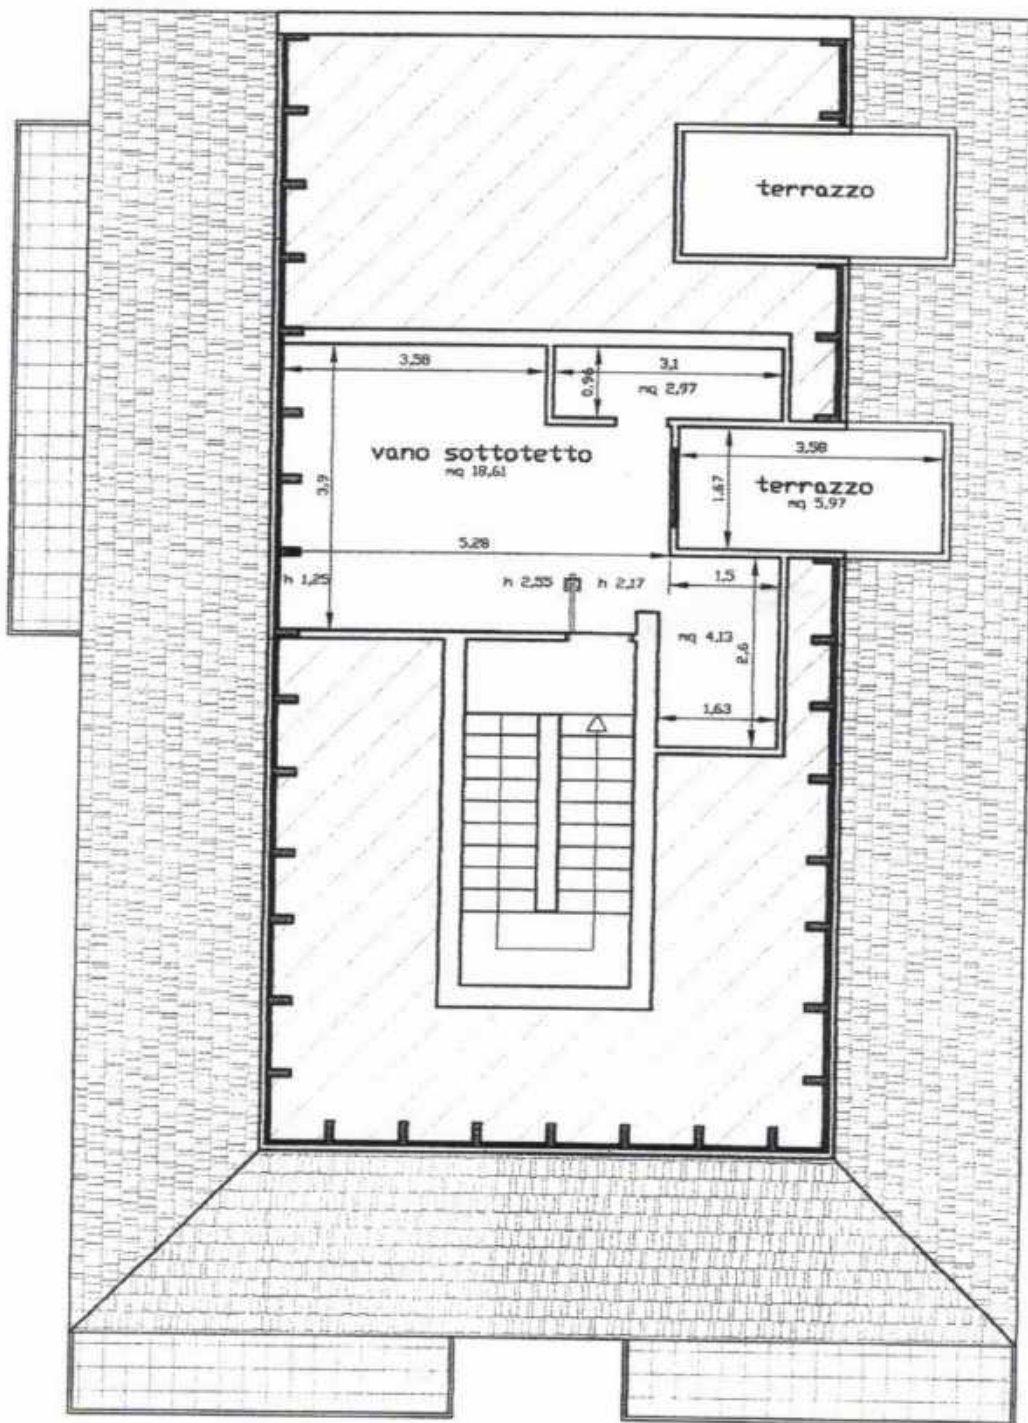 terrazzo
3,58
3,1
0,96
mq 2,97
vano sottotetto
mq 18,61
3,9
3,58
1,67
terrazzo
mq 5,97
5,28
h 1,25
h 2,55
h 2,17
1,5
mq 4,13
2,6
1,63